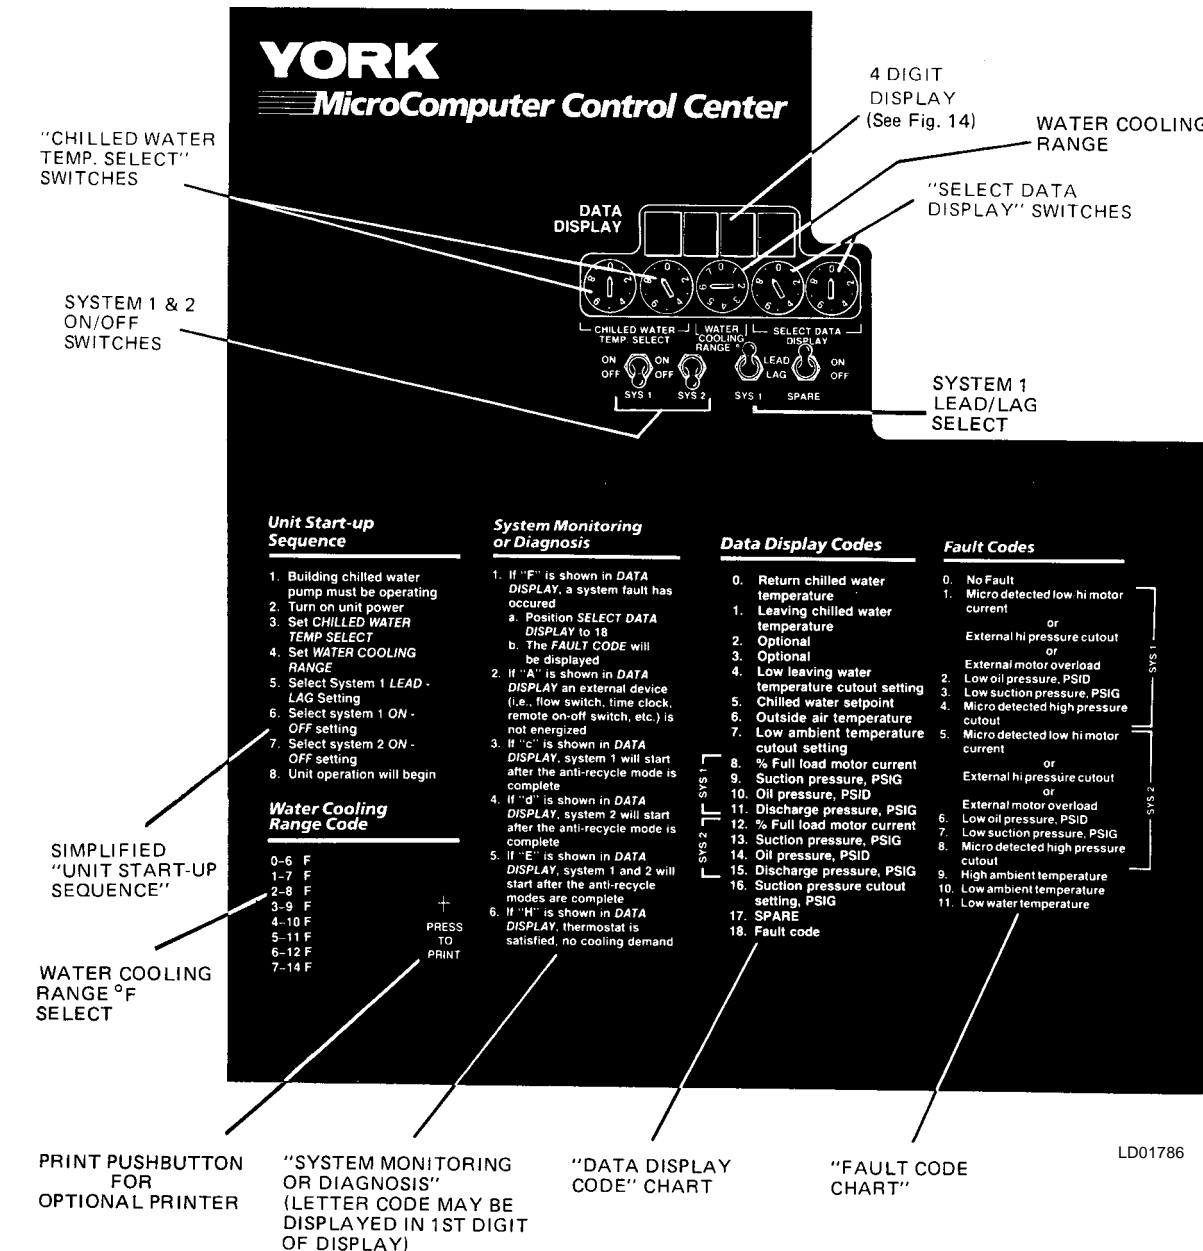 YORK
MicroComputer Control Center
4 DIGIT
DISPLAY
(See Fig. 14)
WATER COOLING
RANGE
"CHILLED WATER
TEMP. SELECT"
SWITCHES
"SELECT DATA
DISPLAY" SWITCHES
DATA
DISPLAY
SYSTEM 1 & 2
ON/OFF
SWITCHES
CHILLED WATER
TEMP. SELECT
WATER
COOLING
RANGE °F
SELECT DATA
DISPLAY
ON
OFF
SYS 1
ON
OFF
SYS 2
LEAD
LAG
SYS 1
ON
OFF
SPARE
SYSTEM 1
LEAD/LAG
SELECT
Unit Start-up
Sequence
1. Building chilled water
pump must be operating
2. Turn on unit power
3. Set CHILLED WATER
TEMP SELECT
4. Set WATER COOLING
RANGE
5. Select System 1 LEAD -
LAG Setting
6. Select system 1 ON -
OFF setting
7. Select system 2 ON -
OFF setting
8. Unit operation will begin
Water Cooling
Range Code
0-6 F
1-7 F
2-8 F
3-9 F
4-10 F
5-11 F
6-12 F
7-14 F
PRESS
TO
PRINT
System Monitoring
or Diagnosis
1. If "F" is shown in DATA
DISPLAY, a system fault has
occured
a. Position SELECT DATA
DISPLAY to 18
b. The FAULT CODE will
be displayed
2. If "A" is shown in DATA
DISPLAY an external device
(i.e., flow switch, time clock,
remote on-off switch, etc.) is
not energized
3. If "c" is shown in DATA
DISPLAY, system 1 will start
after the anti-recycle mode is
complete
4. If "d" is shown in DATA
DISPLAY, system 2 will start
after the anti-recycle mode is
complete
5. If "E" is shown in DATA
DISPLAY, system 1 and 2 will
start after the anti-recycle
modes are complete
6. If "H" is shown in DATA
DISPLAY, thermostat is
satisfied, no cooling demand
Data Display Codes
0. Return chilled water
temperature
1. Leaving chilled water
temperature
2. Optional
3. Optional
4. Low leaving water
temperature cutout setting
5. Chilled water setpoint
6. Outside air temperature
7. Low ambient temperature
cutout setting
SYS 1
8. % Full load motor current
9. Suction pressure, PSIG
10. Oil pressure, PSID
11. Discharge pressure, PSIG
SYS 2
12. % Full load motor current
13. Suction pressure, PSIG
14. Oil pressure, PSID
15. Discharge pressure, PSIG
16. Suction pressure cutout
setting, PSIG
17. SPARE
18. Fault code
Fault Codes
0. No Fault
1. Micro detected low/hi motor
current
or
External hi pressure cutout
or
External motor overload
2. Low oil pressure, PSID
3. Low suction pressure, PSIG
4. Micro detected high pressure
cutout
SYS 1
5. Micro detected low/hi motor
current
or
External hi pressure cutout
or
External motor overload
6. Low oil pressure, PSID
7. Low suction pressure, PSIG
8. Micro detected high pressure
cutout
SYS 2
9. High ambient temperature
10. Low ambient temperature
11. Low water temperature
SIMPLIFIED
"UNIT START-UP
SEQUENCE"
WATER COOLING
RANGE °F
SELECT
PRINT PUSHBUTTON
FOR
OPTIONAL PRINTER
"SYSTEM MONITORING
OR DIAGNOSIS"
(LETTER CODE MAY BE
DISPLAYED IN 1ST DIGIT
OF DISPLAY)
"DATA DISPLAY
CODE" CHART
"FAULT CODE
CHART"
LD01786